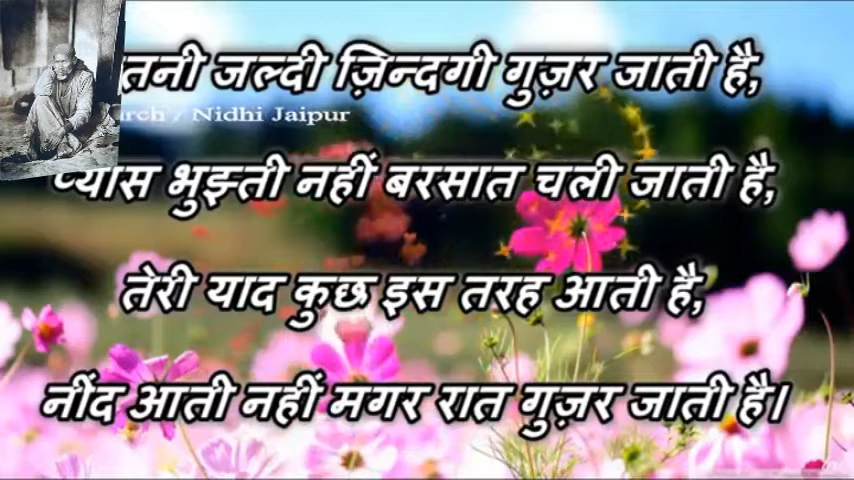 जल्दी ज़िन्दगी गुज़र जाती है,
/ Nidhi Jaipur
प्यास भुझ्ती नहीं बरसात चली जाती है,
तेरी याद कुछ इस तरह आती है,
नींद आती नहीं मगर रात गुज़र जाती है।